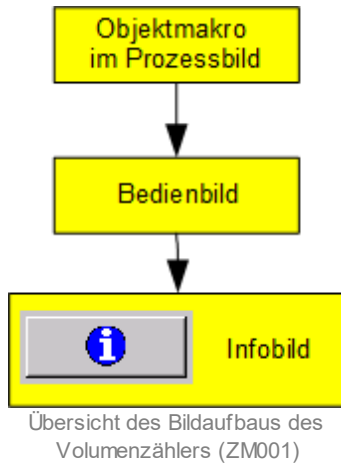 Objektmakro
im Prozessbild
Bedienbild
i
Infobild
Übersicht des Bildaufbaus des
Volumenzählers (ZM001)